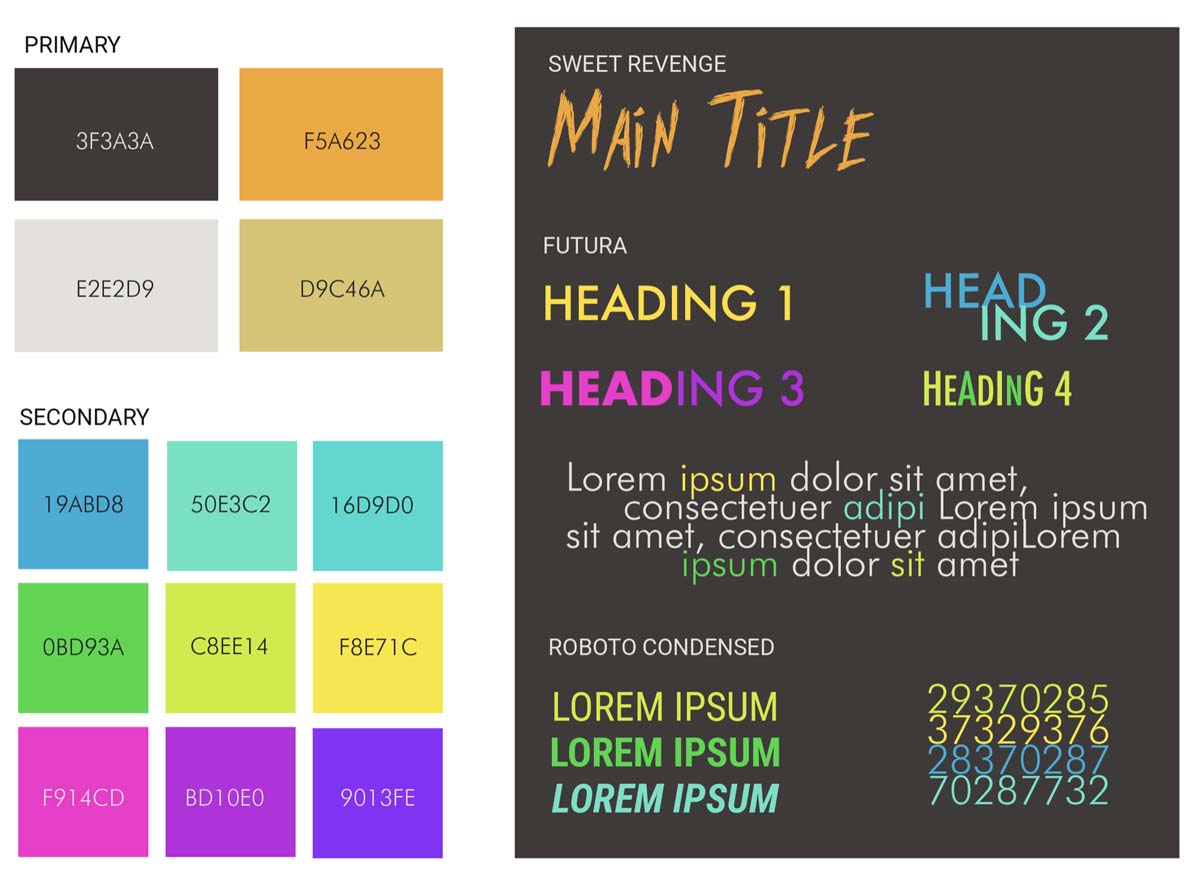 PRIMARY
3F3A3A
F5A623
E2E2D9
D9C46A
SECONDARY
19ABD8
50E3C2
16D9D0
0BD93A
C8EE14
F8E71C
F914CD
BD10E0
9013FE
SWEET REVENGE
MAiN TiTLE
FUTURA
HEADING 1
HEAD
ING 2
HEADING 3
HEADING 4
Lorem ipsum dolor sit amet,
consectetuer adipi Lorem ipsum
sit amet, consectetuer adipiLorem
ipsum dolor sit amet
ROBOTO CONDENSED
LOREM IPSUM
LOREM IPSUM
LOREM IPSUM
29370285
37329376
28370287
70287732